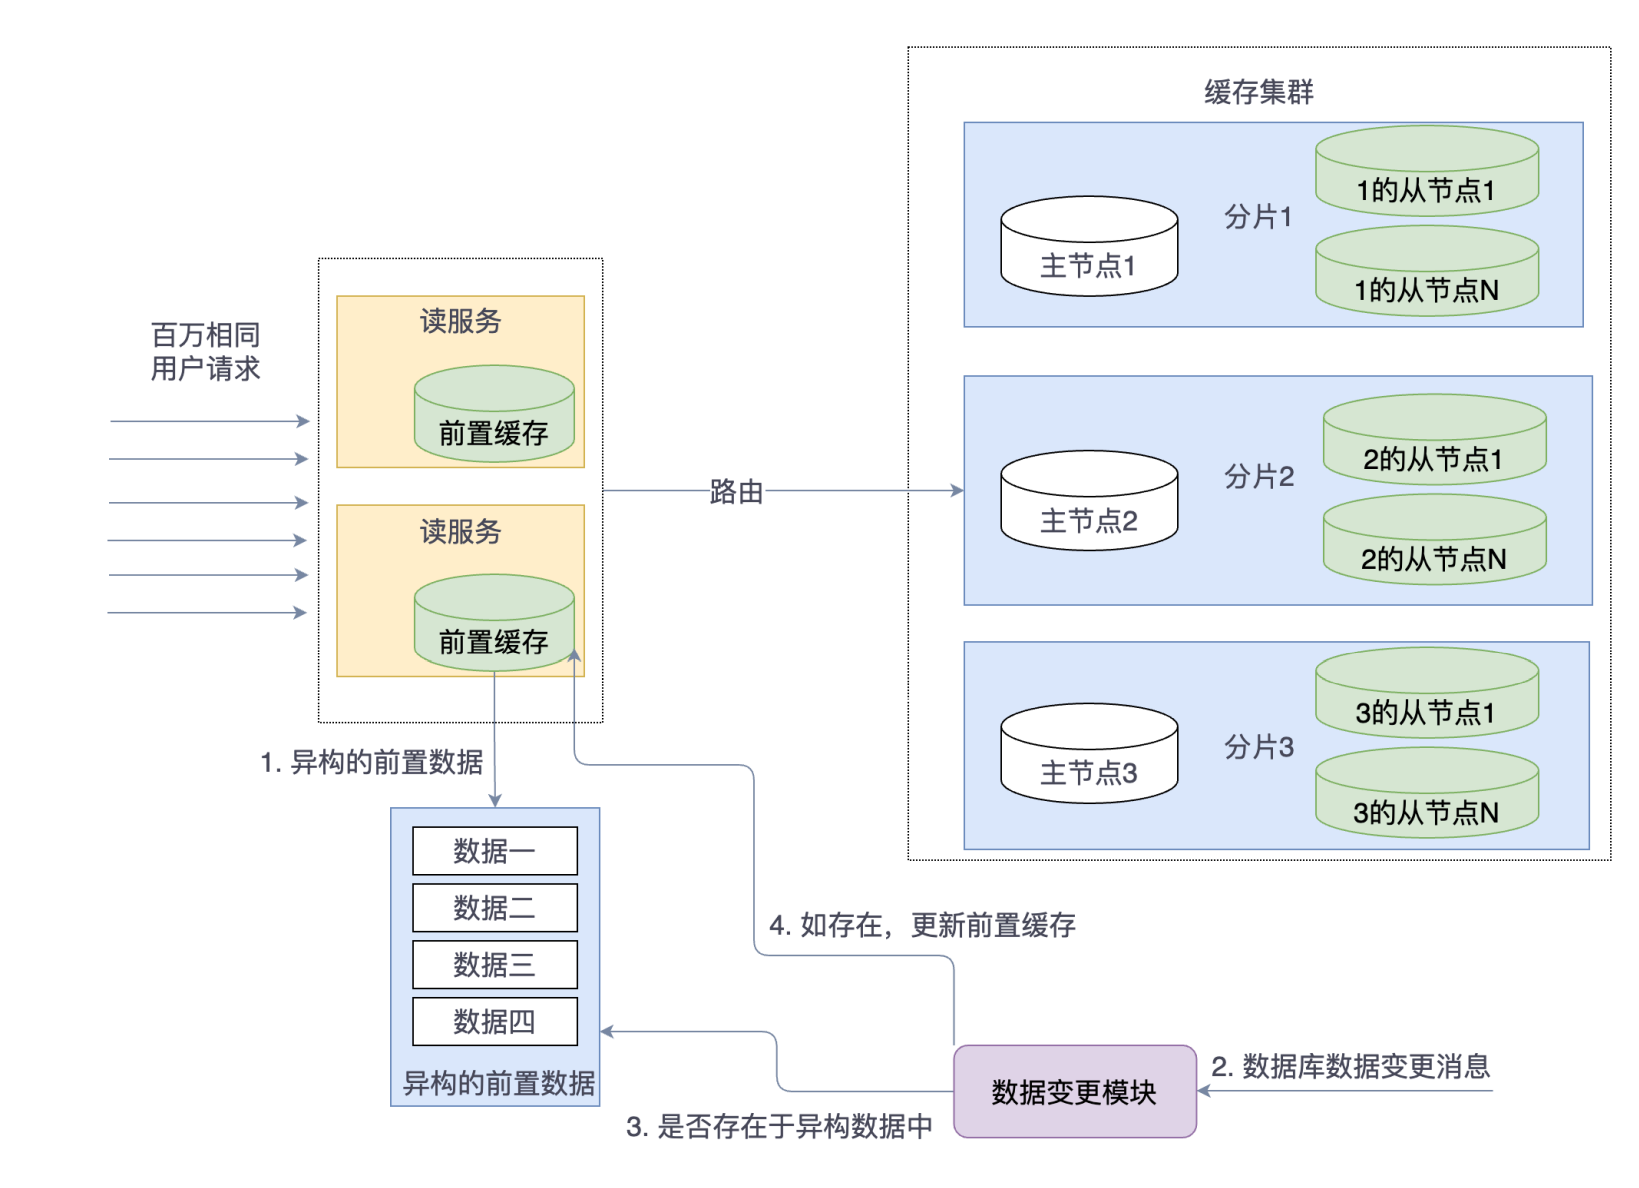 百万相同
用户请求
读服务
前置缓存
读服务
前置缓存
路由
缓存集群
主节点1
分片1
1的从节点1
1的从节点N
主节点2
分片2
2的从节点1
2的从节点N
主节点3
分片3
3的从节点1
3的从节点N
1. 异构的前置数据
数据一
数据二
数据三
数据四
异构的前置数据
4. 如存在，更新前置缓存
3. 是否存在于异构数据中
数据变更模块
2. 数据库数据变更消息